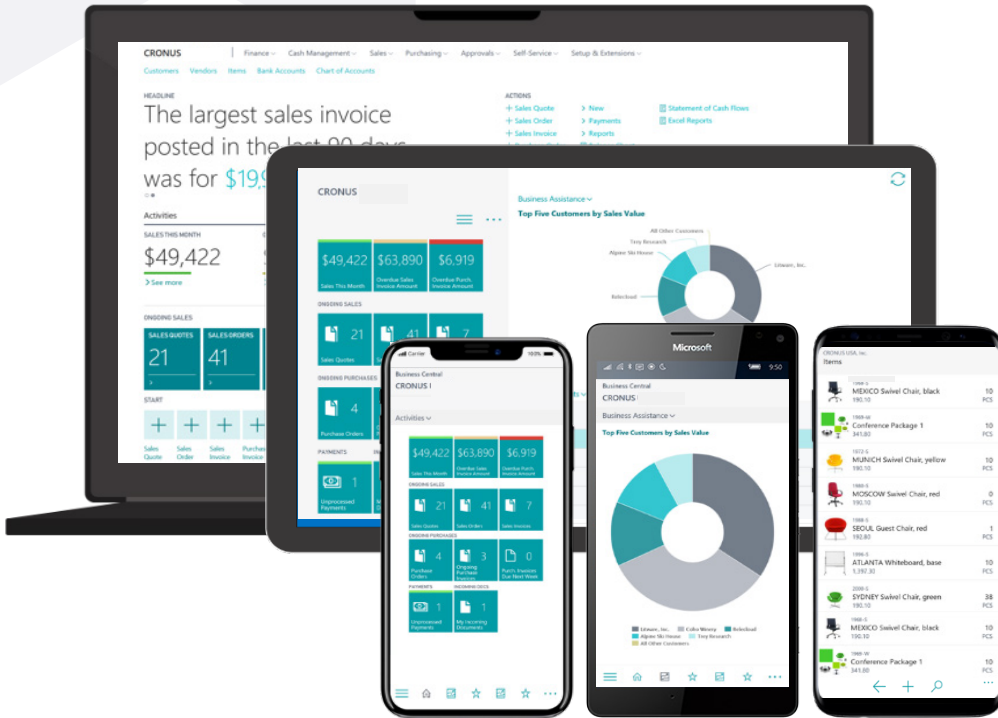 CRONUS
Finance
Cash Management
Sales
Purchasing
Approvals
Self-Service
Setup & Extensions
Customers
Vendors
Items
Bank Accounts
Chart of Accounts
HEADLINE
The largest sales invoice
posted in the last 90 days
was for $19,9
Activities
SALES THIS MONTH
$49,422
> See more
ONGOING SALES
SALES QUOTES
21
SALES ORDERS
41
START
Sales Quote
Sales Order
Sales Invoice
ACTIONS
+ Sales Quote
+ Sales Order
+ Sales Invoice
> New
> Payments
> Reports
Statement of Cash Flows
Excel Reports
CRONUS
$49,422
Sales This Month
$63,890
Overdue Sales Invoice Amount
$6,919
Overdue Purch. Invoice Amount
ONGOING SALES
21
Sales Quotes
41
7
ONGOING PURCHASES
4
Purchase Orders
PAYMENTS
1
Unprocessed Payments
Business Assistance
Top Five Customers by Sales Value
All Other Customers
Trey Research
Alpine Ski House
Relecloud
Litware, Inc.
Carrier
100%
Business Central
CRONUS
Activities
$49,422
Sales This Month
$63,890
Overdue Sales Invoice Amount
$6,919
Overdue Purch. Invoice Amount
ONGOING SALES
21
Sales Quotes
41
Sales Orders
7
Sales Invoices
ONGOING PURCHASES
4
Purchase Orders
3
Ongoing Purchase Invoices
0
Purch. Invoices Due Next Week
PAYMENTS
INCOMING DOCS
1
Unprocessed Payments
1
My Incoming Documents
Microsoft
9:50
Business Central
CRONUS
Business Assistance
Top Five Customers by Sales Value
Litware, Inc.
Coho Winery
Relecloud
Alpine Ski House
Trey Research
All Other Customers
CRONUS USA, Inc.
Items
1968-S
MEXICO Swivel Chair, black
190.10
10
PCS
1969-W
Conference Package 1
341.80
10
PCS
1972-S
MUNICH Swivel Chair, yellow
190.10
10
PCS
1980-S
MOSCOW Swivel Chair, red
190.10
0
PCS
1988-S
SEOUL Guest Chair, red
192.80
1
PCS
1996-S
ATLANTA Whiteboard, base
1,397.30
10
PCS
2000-S
SYDNEY Swivel Chair, green
190.10
38
PCS
1968-S
MEXICO Swivel Chair, black
190.10
10
PCS
1969-W
Conference Package 1
341.80
10
PCS